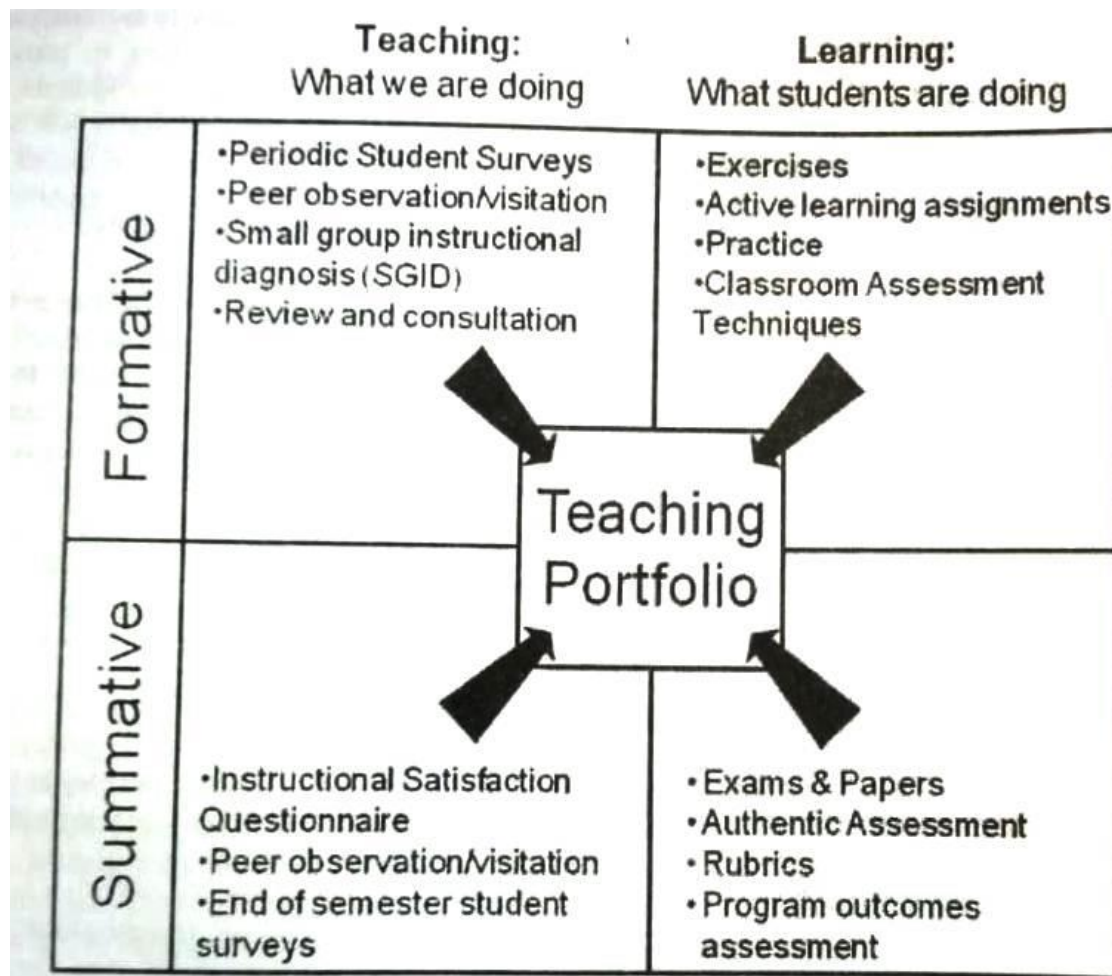 Teaching:
What we are doing
Learning:
What students are doing
Formative
•Periodic Student Surveys
•Peer observation/visitation
•Small group instructional
diagnosis (SGID)
•Review and consultation
•Exercises
•Active learning assignments
•Practice
•Classroom Assessment
Techniques
Teaching
Portfolio
Summative
•Instructional Satisfaction
Questionnaire
•Peer observation/visitation
•End of semester student
surveys
•Exams & Papers
•Authentic Assessment
•Rubrics
•Program outcomes
assessment